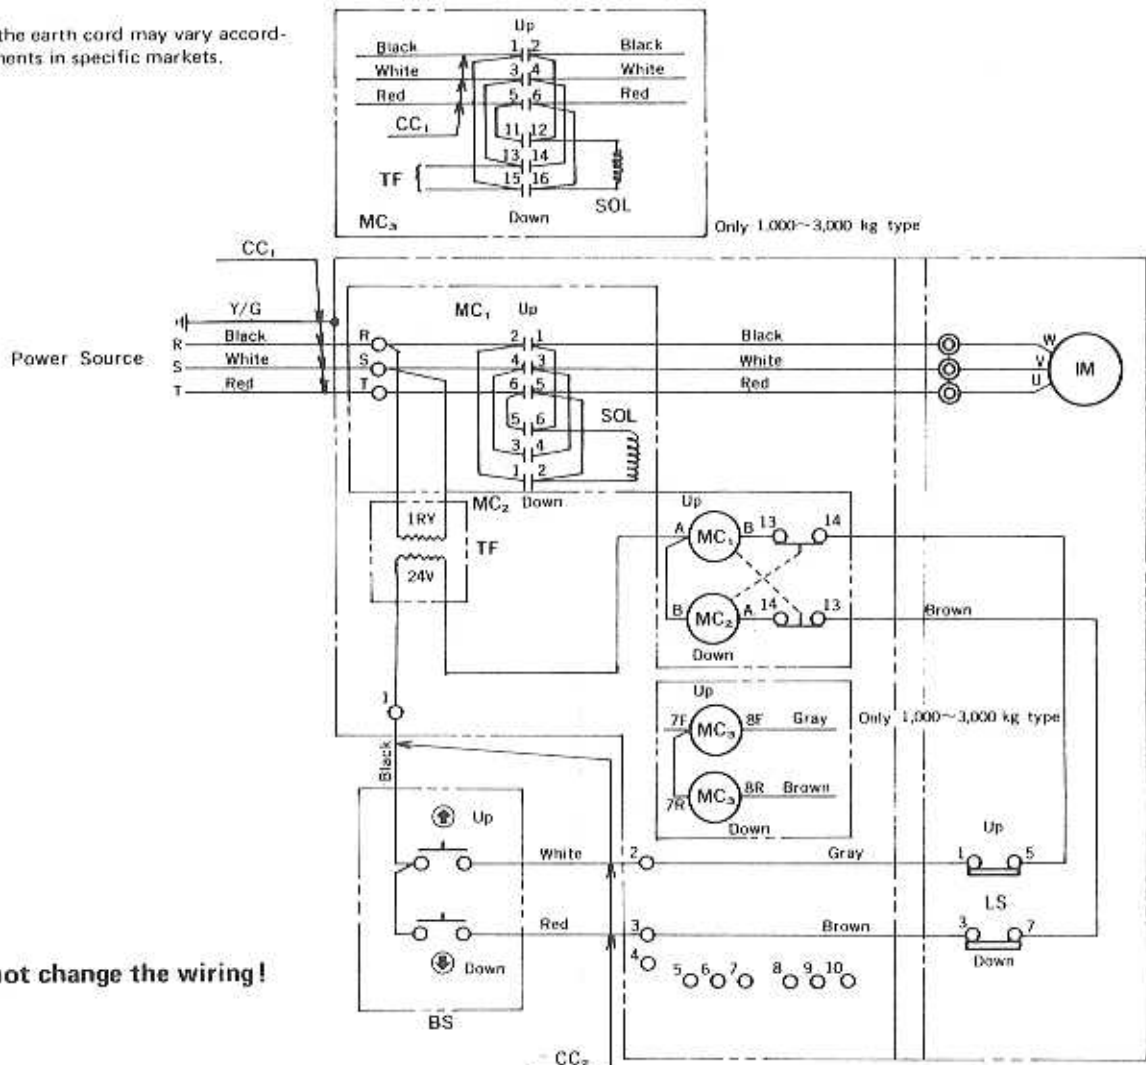 the earth cord may vary accord-
ments in specific markets.
Up
Black 1 2 Black
White 3 4 White
Red 5 6 Red
CC₁
11 12
13 14
TF
15 16
SOL
MC₃
Down
Only 1,000~3,000 kg type
CC₁
Y/G
MC₁ Up
R Black R 2 1 Black W
Power Source
S White S 4 3 White V
IM
T Red T 6 5 Red U
5 6
SOL
3 4
1 2
MC₂ Down
1RY
TF
24V
Up
A MC₁ B 13 14
B MC₂ A 14 13
Brown
Down
1
Black
Up
7F MC₃ 8F Gray
Only 1,000~3,000 kg type
7R MC₃ 8R Brown
Down
Up
White 2 Gray
Up
1 5
LS
Red 3 Brown 3 7
Down
Down
4
5 6 7 8 9 10
not change the wiring!
BS
CC₂